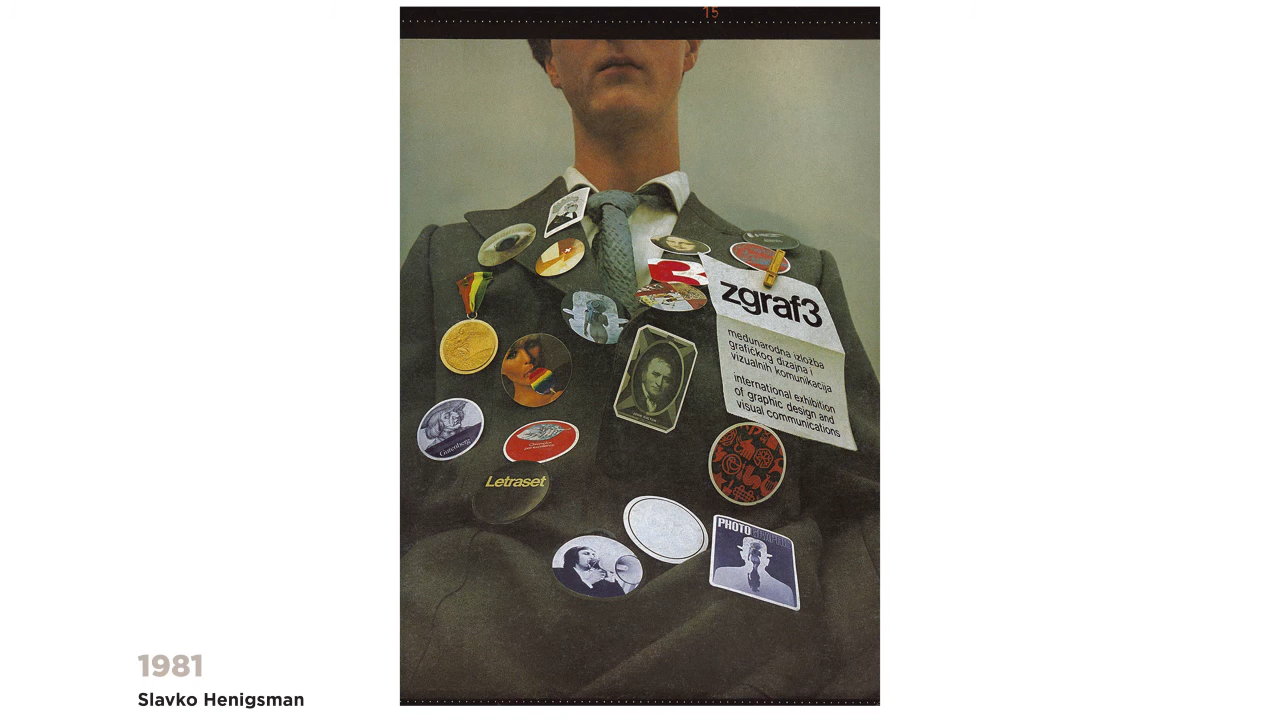 15
zgraf3
međunarodna izložba
grafičkog dizajna i
vizualnih komunikacija
international exhibition
of graphic design and
visual communications
Gutenberg
Letraset
PHOTO
1981
Slavko Henigsman